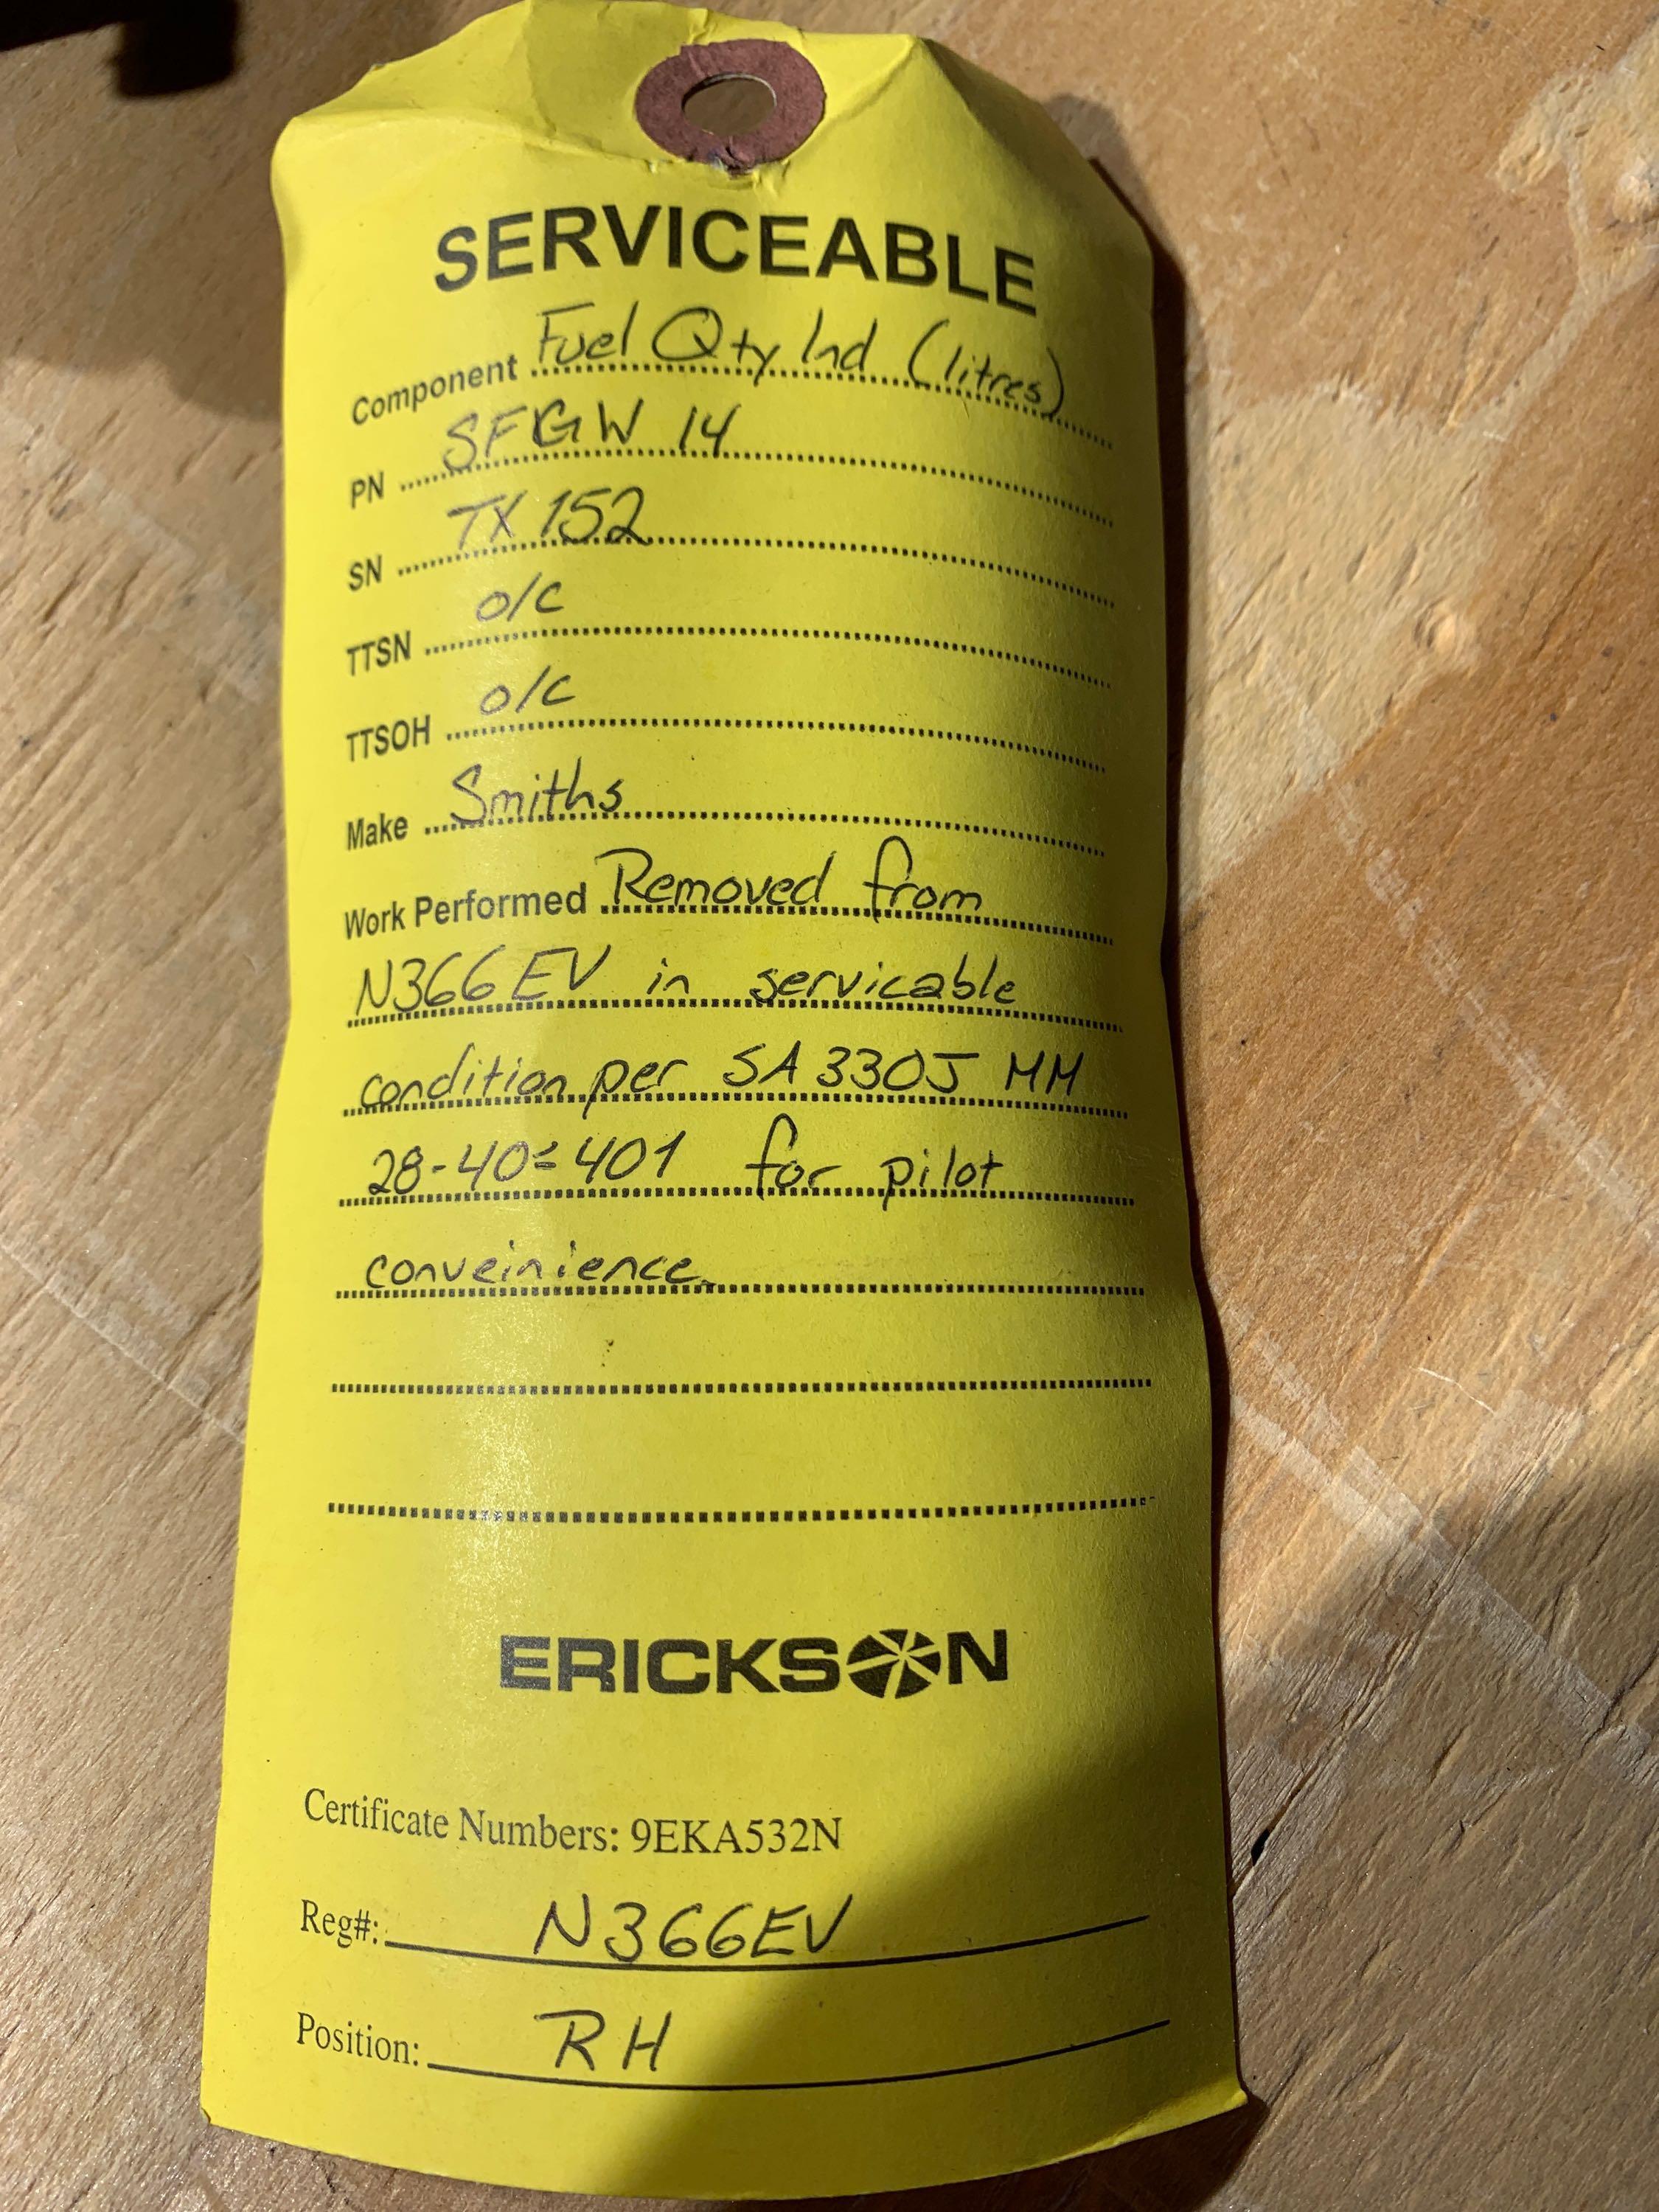 SERVICEABLE
Component Fuel Qty Ind (litres)
PN SFGW 14
SN TX 152
TTSN o/c
TTSOH o/c
Make Smiths
Work Performed Removed from
N366EV in servicable
condition per SA 330J MM
28-40-401 for pilot
conveinience.
ERICKSON
Certificate Numbers: 9EKA532N
Reg#: N366EV
Position: RH